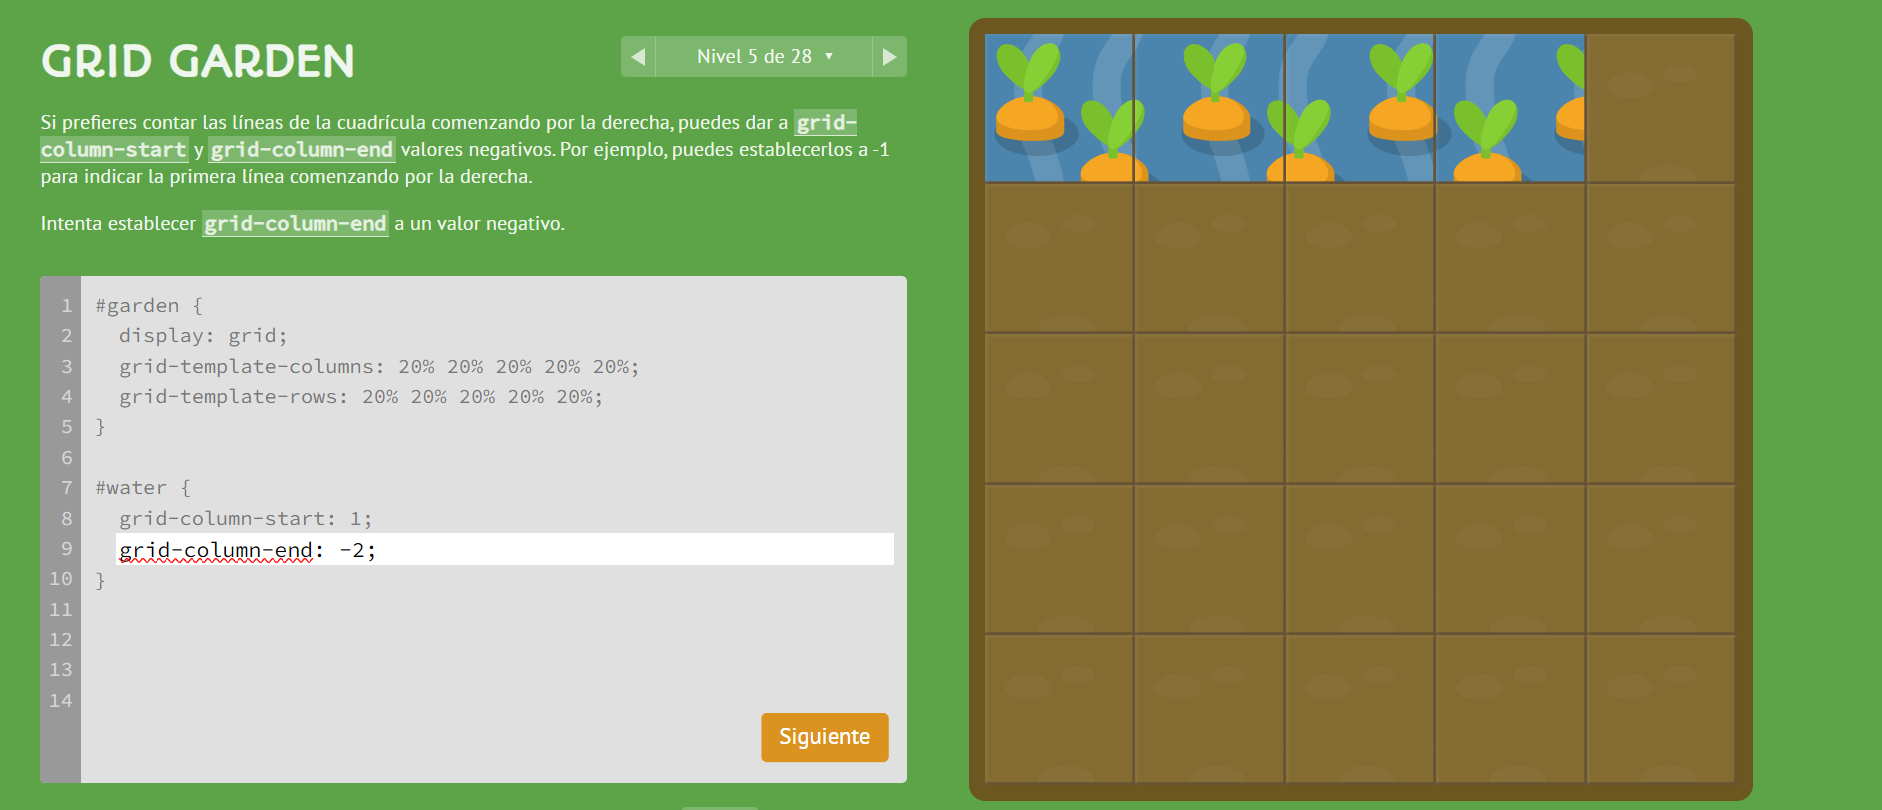 GRID GARDEN
Nivel 5 de 28 ▼
Si prefieres contar las líneas de la cuadrícula comenzando por la derecha, puedes dar a grid-
column-start y grid-column-end valores negativos. Por ejemplo, puedes establecerlos a -1
para indicar la primera línea comenzando por la derecha.
Intenta establecer grid-column-end a un valor negativo.
1 #garden {
2 display: grid;
3 grid-template-columns: 20% 20% 20% 20% 20%;
4 grid-template-rows: 20% 20% 20% 20% 20%;
5 }
6
7 #water {
8 grid-column-start: 1;
9 grid-column-end: -2;
10 }
11
12
13
14
Siguiente